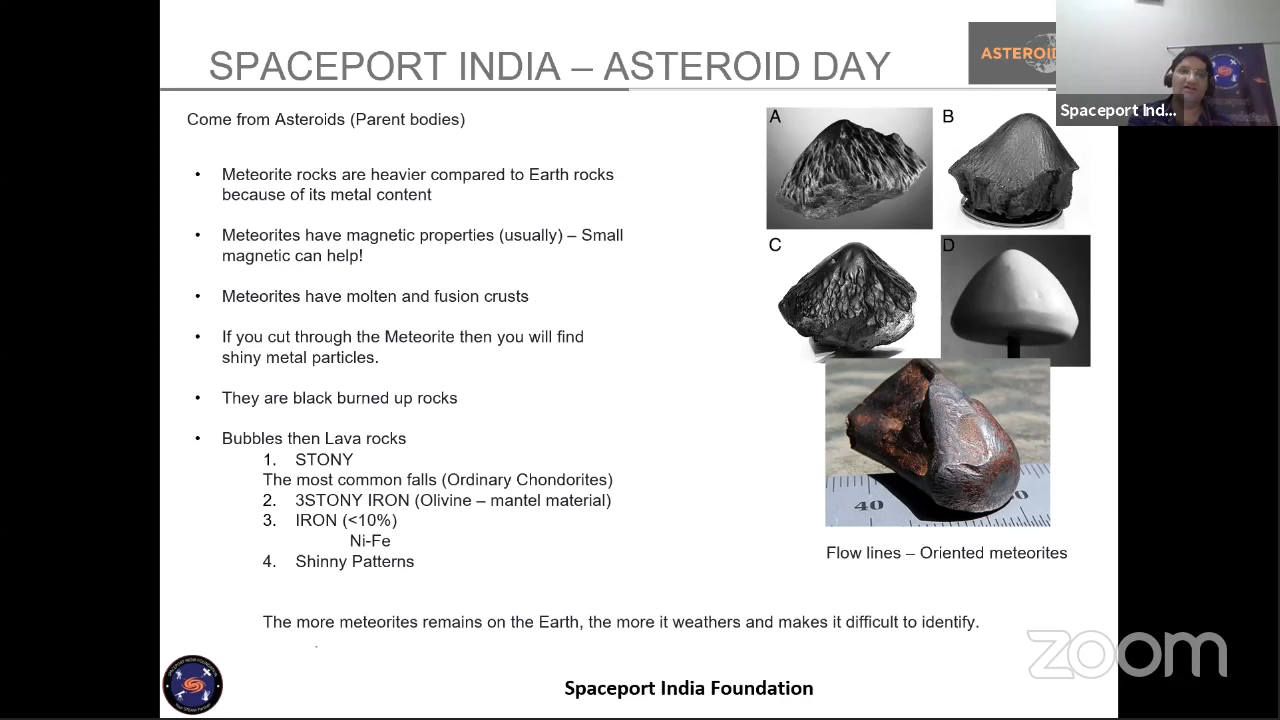 SPACEPORT INDIA – ASTEROID DAY
ASTEROID
Spaceport Ind...
Come from Asteroids (Parent bodies)
• Meteorite rocks are heavier compared to Earth rocks
because of its metal content
• Meteorites have magnetic properties (usually) – Small
magnetic can help!
• Meteorites have molten and fusion crusts
• If you cut through the Meteorite then you will find
shiny metal particles.
• They are black burned up rocks
• Bubbles then Lava rocks
1. STONY
The most common falls (Ordinary Chondorites)
2. 3STONY IRON (Olivine – mantel material)
3. IRON (<10%)
Ni-Fe
4. Shinny Patterns
A
B
C
D
40
Flow lines – Oriented meteorites
The more meteorites remains on the Earth, the more it weathers and makes it difficult to identify.
zoom
SPACEPORT INDIA FOUNDATION
Spaceport India Foundation